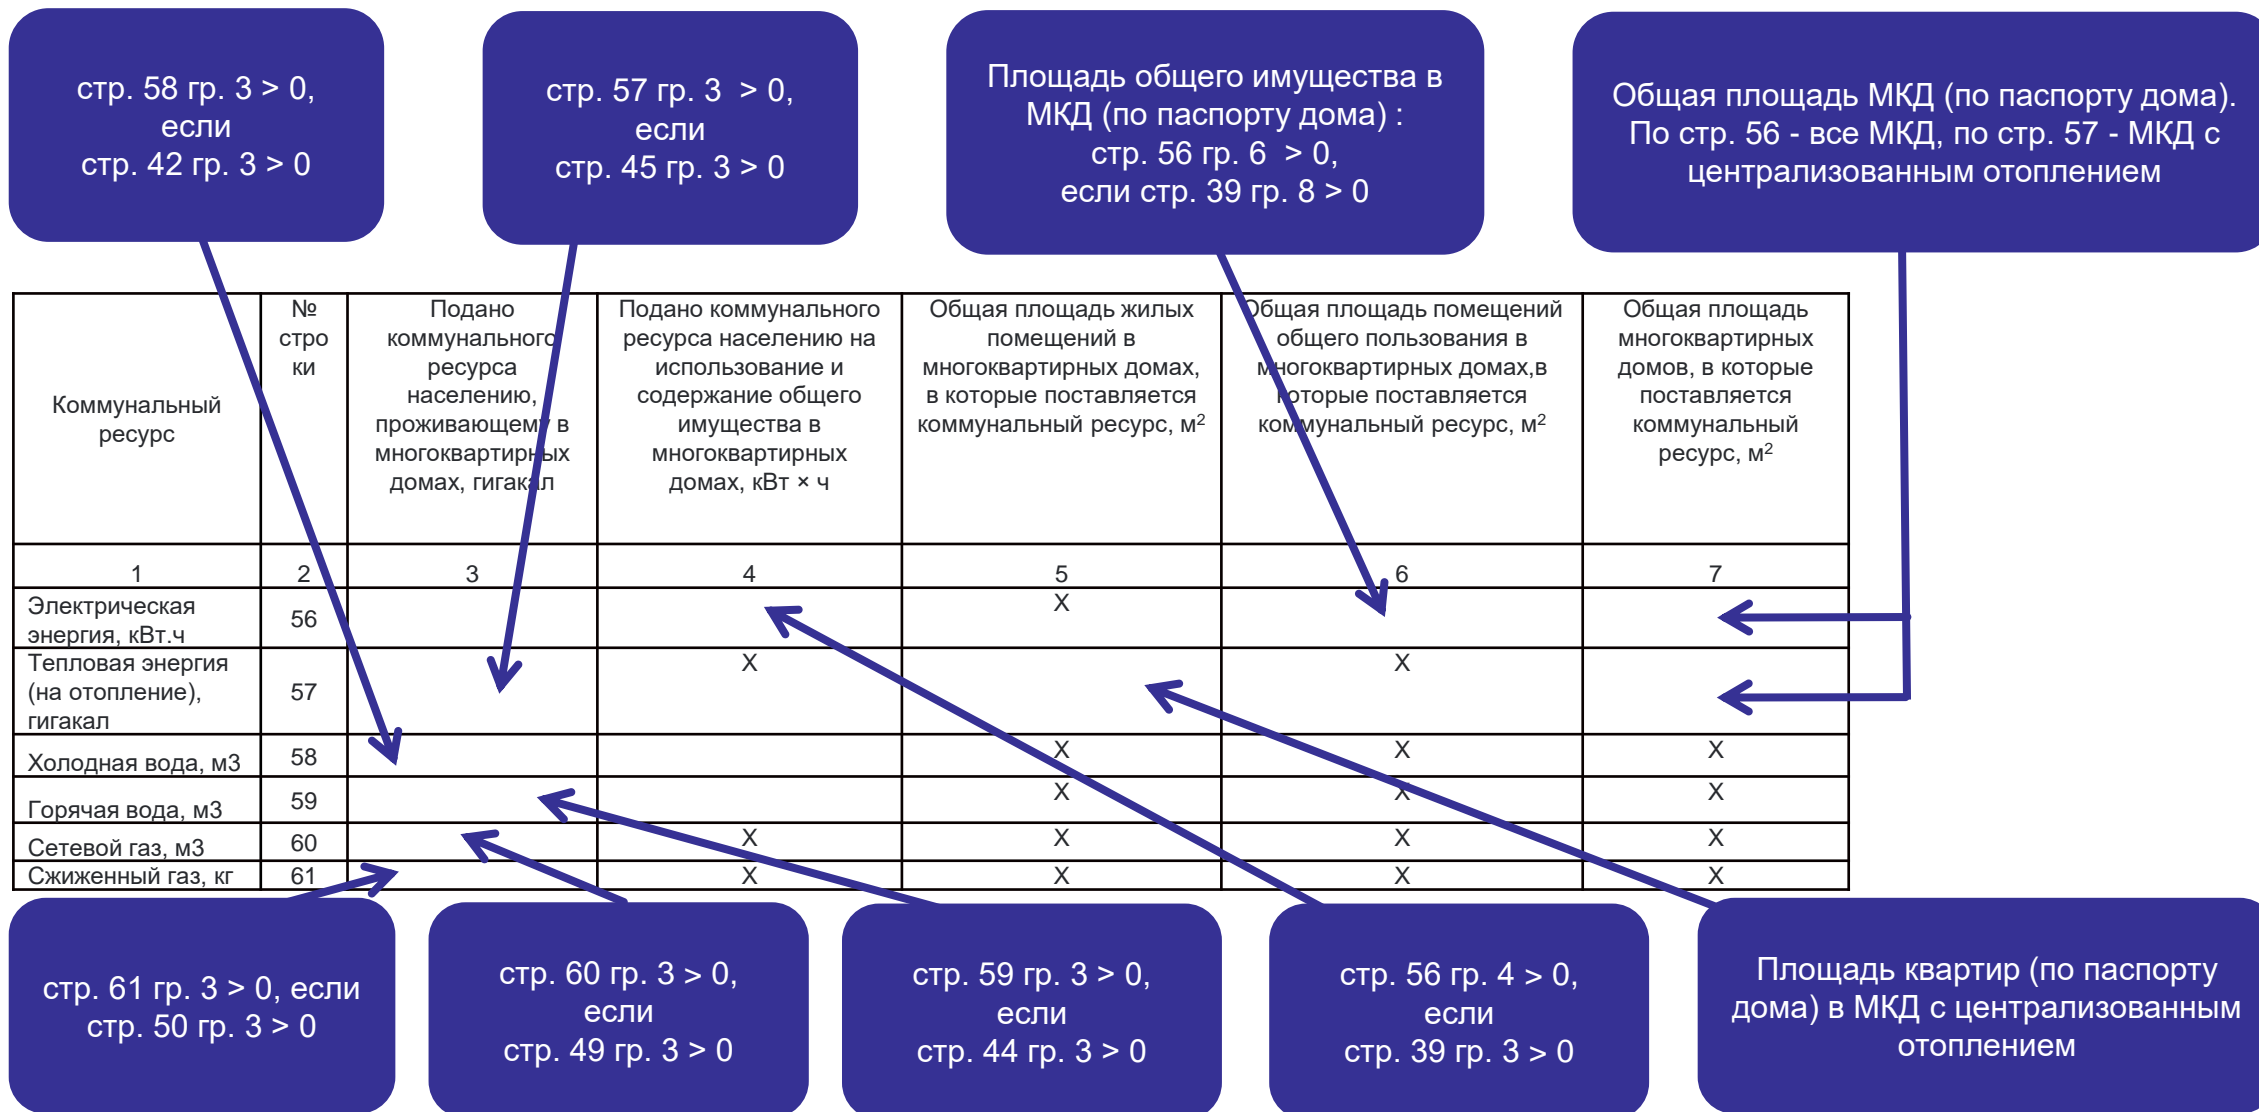 стр. 58 гр. 3 > 0,
если
стр. 42 гр. 3 > 0
стр. 57 гр. 3 > 0,
если
стр. 45 гр. 3 > 0
Площадь общего имущества в
МКД (по паспорту дома) :
стр. 56 гр. 6 > 0,
если стр. 39 гр. 8 > 0
Общая площадь МКД (по паспорту дома).
По стр. 56 - все МКД, по стр. 57 - МКД с
централизованным отоплением
Коммунальный
ресурс
№
стро
ки
Подано
коммунального
ресурса
населению,
проживающему в
многоквартирных
домах, гигакал
Подано коммунального
ресурса населению на
использование и
содержание общего
имущества в
многоквартирных
домах, кВт × ч
Общая площадь жилых
помещений в
многоквартирных домах,
в которые поставляется
коммунальный ресурс, м²
Общая площадь помещений
общего пользования в
многоквартирных домах,в
которые поставляется
коммунальный ресурс, м²
Общая площадь
многоквартирных
домов, в которые
поставляется
коммунальный
ресурс, м²
1 2 3 4 5 6 7
Электрическая
энергия, кВт.ч
56 X
Тепловая энергия
(на отопление),
гигакал
57 X X
Холодная вода, м3 58 X X X
Горячая вода, м3 59 X X X
Сетевой газ, м3 60 X X X X
Сжиженный газ, кг 61 X X X X
стр. 61 гр. 3 > 0, если
стр. 50 гр. 3 > 0
стр. 60 гр. 3 > 0,
если
стр. 49 гр. 3 > 0
стр. 59 гр. 3 > 0,
если
стр. 44 гр. 3 > 0
стр. 56 гр. 4 > 0,
если
стр. 39 гр. 3 > 0
Площадь квартир (по паспорту
дома) в МКД с централизованным
отоплением